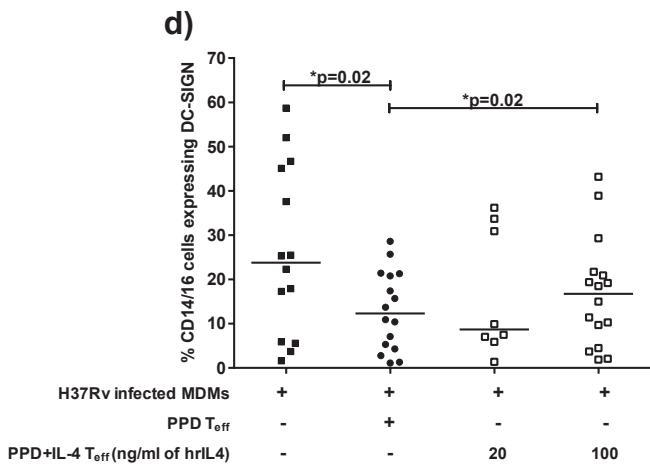 d)
% CD14/16 cells expressing DC-SIGN
70
60
50
40
30
20
10
0
*p=0.02
*p=0.02
H37Rv infected MDMs + + + +
PPD Teff - + - -
PPD+IL-4 Teff (ng/ml of hrIL4) - - 20 100